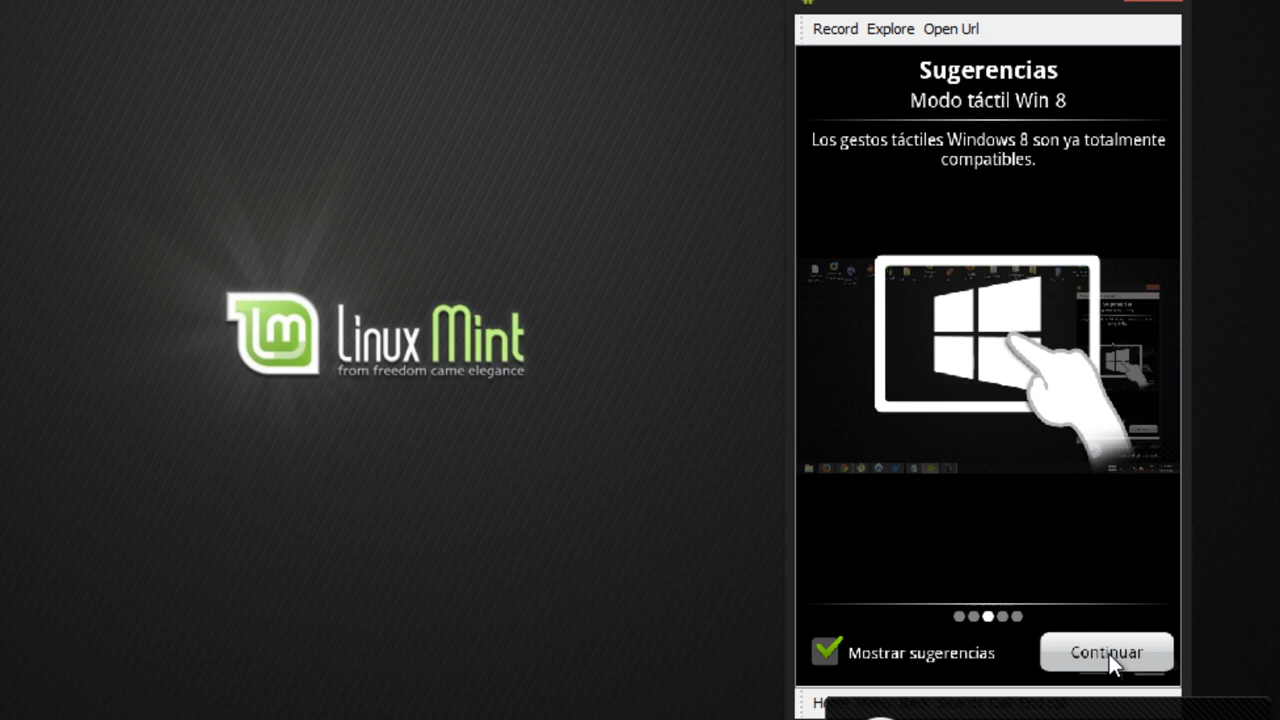 Record Explore Open Url
Sugerencias
Modo táctil Win 8
Los gestos táctiles Windows 8 son ya totalmente
compatibles.
Linux Mint
from freedom came elegance
Mostrar sugerencias
Continuar